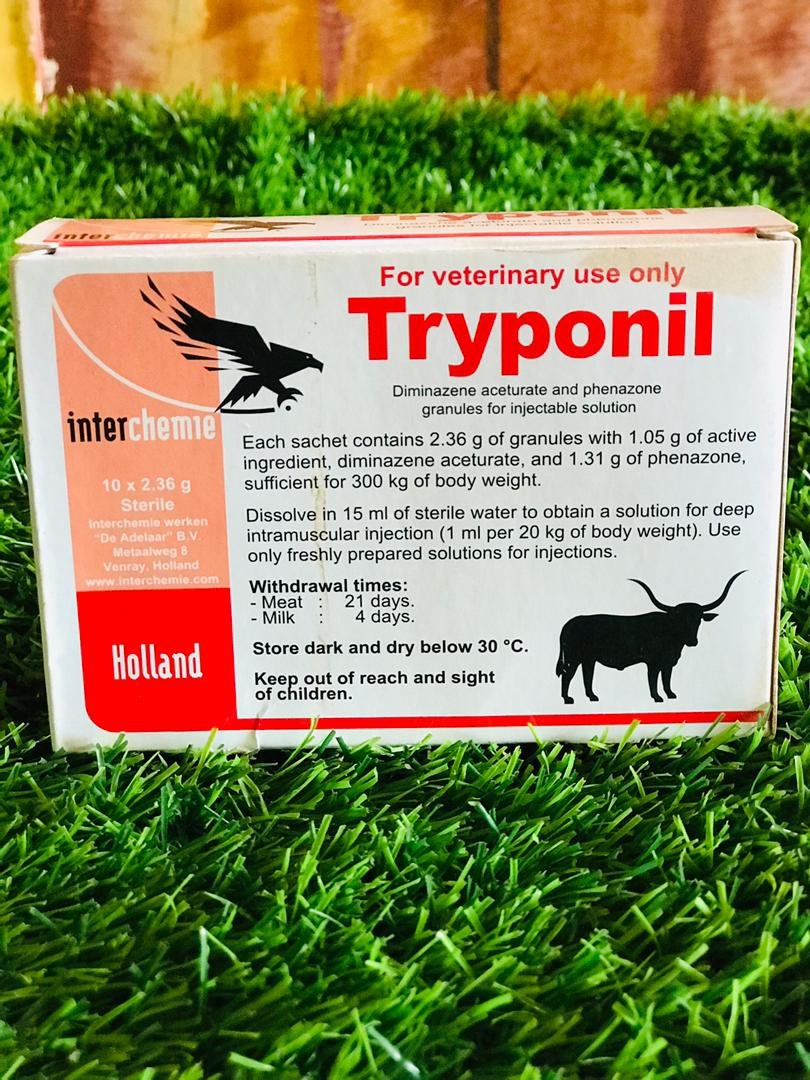 interchemie
Tryponil
For veterinary use only
Tryponil
Diminazene aceturate and phenazone
granules for injectable solution
interchemie
10 x 2.36 g
Sterile
Interchemie werken
"De Adelaar" B.V.
Metaalweg 8
Venray, Holland
www.interchemie.com
Holland
Each sachet contains 2.36 g of granules with 1.05 g of active
ingredient, diminazene aceturate, and 1.31 g of phenazone,
sufficient for 300 kg of body weight.
Dissolve in 15 ml of sterile water to obtain a solution for deep
intramuscular injection (1 ml per 20 kg of body weight). Use
only freshly prepared solutions for injections.
Withdrawal times:
- Meat : 21 days.
- Milk : 4 days.
Store dark and dry below 30 °C.
Keep out of reach and sight
of children.